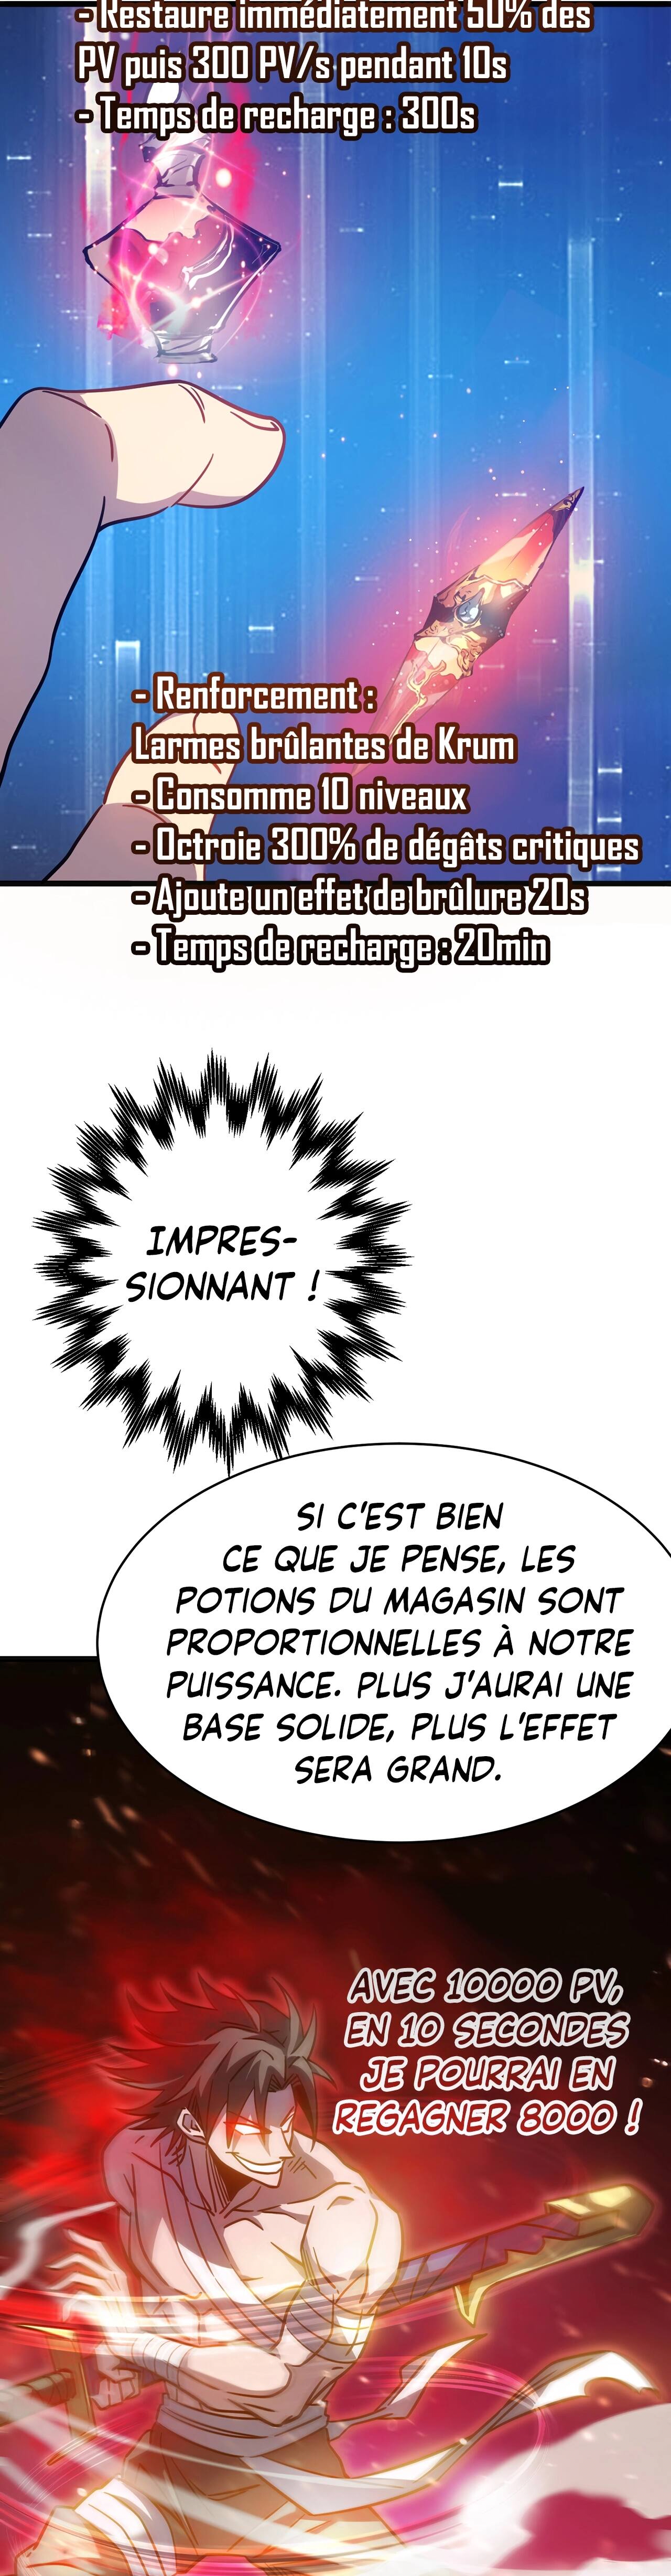 - Restaure immédiatement 50% des
PV puis 300 PV/s pendant 10s
- Temps de recharge : 300s
- Renforcement :
Larmes brûlantes de Krum
- Consomme 10 niveaux
- Octroie 300% de dégâts critiques
- Ajoute un effet de brûlure 20s
- Temps de recharge : 20min
IMPRES-
SIONNANT !
SI C'EST BIEN
CE QUE JE PENSE, LES
POTIONS DU MAGASIN SONT
PROPORTIONNELLES À NOTRE
PUISSANCE. PLUS J'AURAI UNE
BASE SOLIDE, PLUS L'EFFET
SERA GRAND.
AVEC 10000 PV,
EN 10 SECONDES
JE POURRAI EN
REGAGNER 8000 !